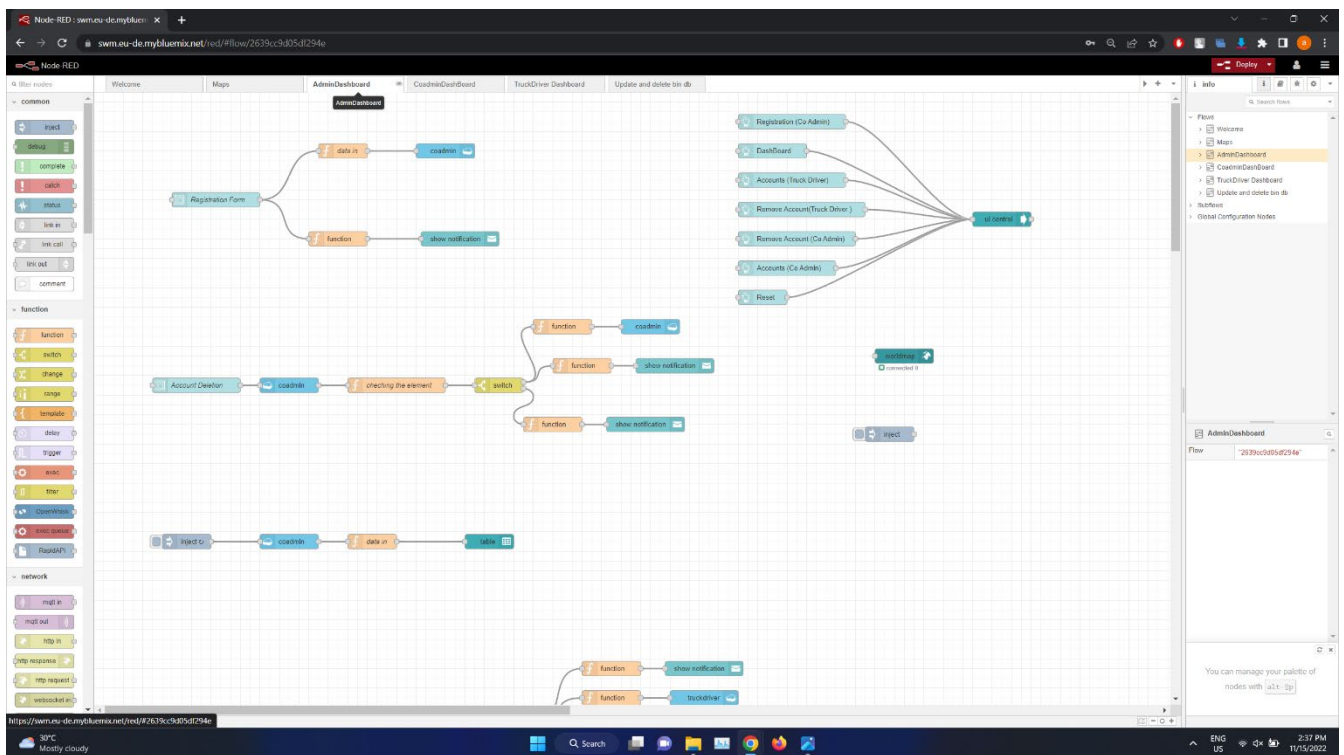 Node-RED : swm.eu-de.mybluem
swm.eu-de.mybluemix.net/red/#flow/2639cc9d05df294e
Node-RED
Deploy
filter nodes
Welcome
Maps
AdminDashboard
CoadminDashBoard
TruckDriver Dashboard
Update and delete bin db
info
Search flows
AdminDashboard
common
inject
debug
complete
catch
status
link in
link call
link out
comment
function
function
switch
change
range
template
delay
trigger
exec
filter
OpenWhisk
exec queue
RapidAPI
network
mqtt in
mqtt out
http in
http response
http request
websocket in
Registration Form
data in
coadmin
function
show notification
Registration (Co Admin)
DashBoard
Accounts (Truck Driver)
Remove Account(Truck Driver )
Remove Account (Co Admin)
Accounts (Co Admin)
Reset
ui control
Account Deletion
coadmin
checking the element
switch
function
coadmin
function
show notification
function
show notification
worldmap
connected 0
inject
inject
coadmin
data in
table
function
show notification
function
truckdriver
Flows
Welcome
Maps
AdminDashboard
CoadminDashBoard
TruckDriver Dashboard
Update and delete bin db
Subflows
Global Configuration Nodes
AdminDashboard
Flow
"2639cc9d05df294e"
You can manage your palette of
nodes with
https://swm.eu-de.mybluemix.net/red/#2639cc9d05df294e
30°C
Mostly cloudy
Search
ENG
US
2:37 PM
11/15/2022